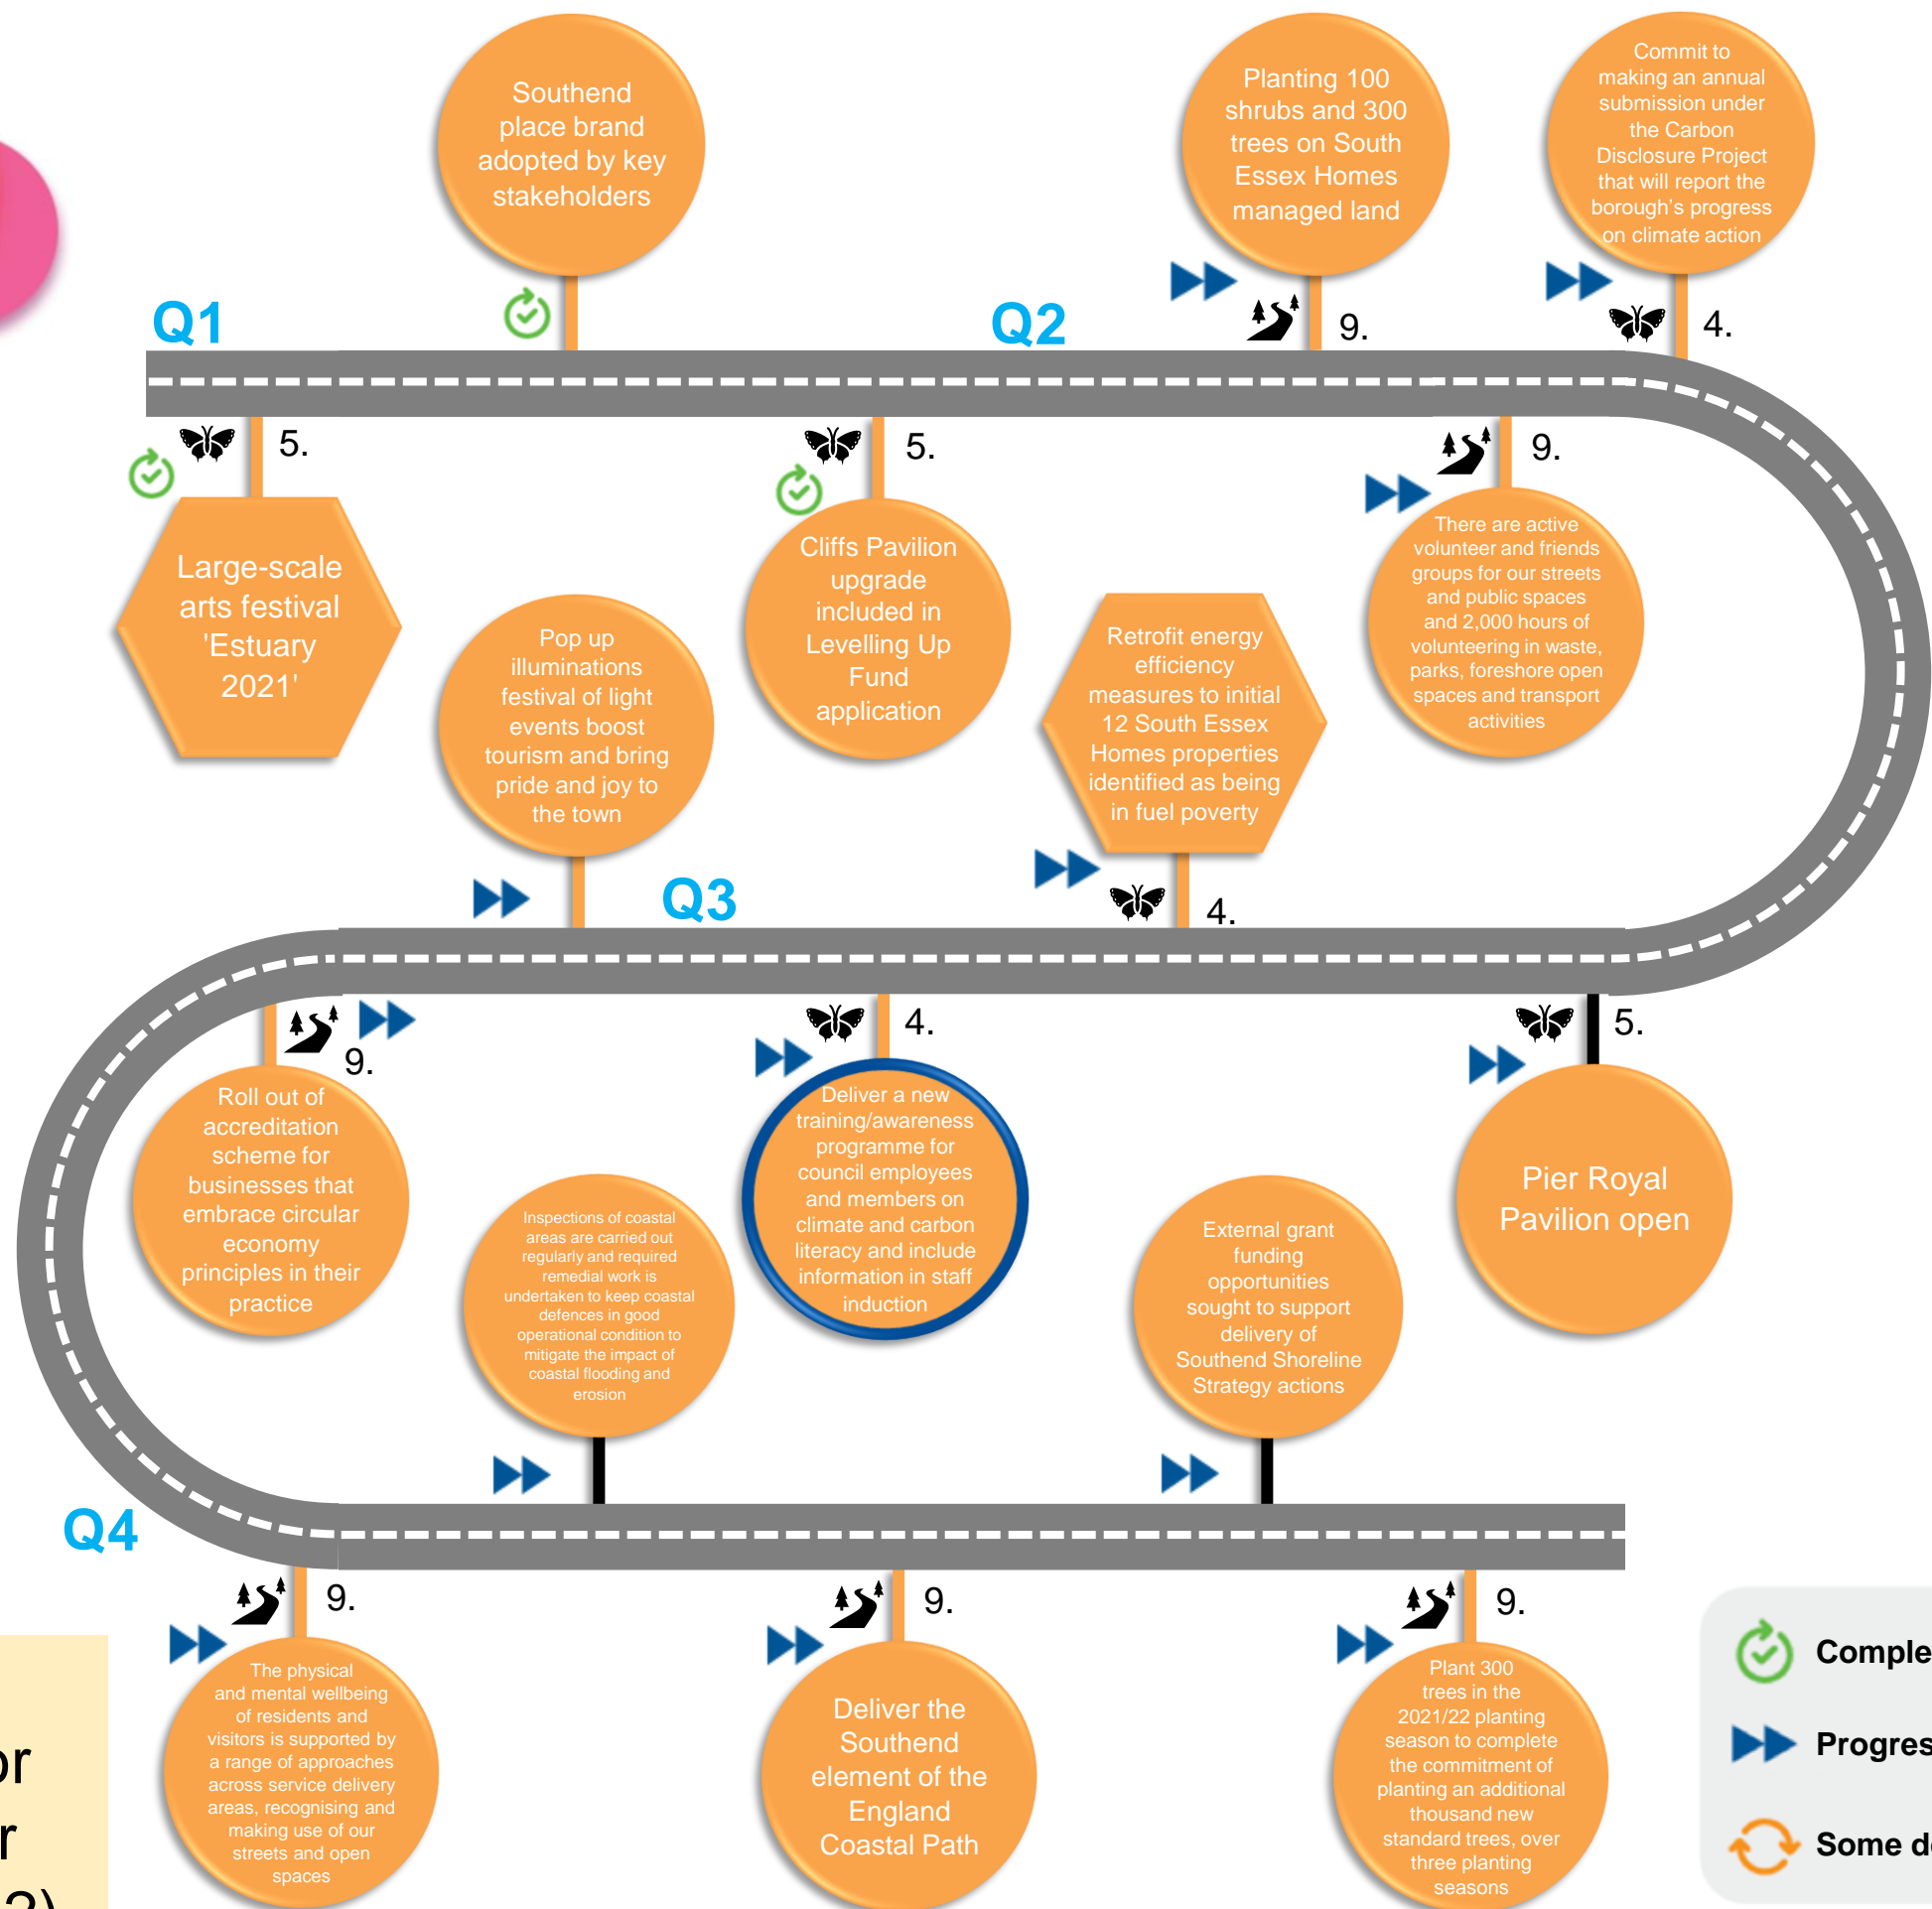 Southend
place brand
adopted by key
stakeholders
Planting 100
shrubs and 300
trees on South
Essex Homes
managed land
Commit to
making an annual
submission under
the Carbon
Disclosure Project
that will report the
borough's progress
on climate action
Q1
Q2
9.
4.
5.
5.
9.
Large-scale
arts festival
'Estuary
2021'
Pop up
illuminations
festival of light
events boost
tourism and bring
pride and joy to
the town
Cliffs Pavilion
upgrade
included in
Levelling Up
Fund
application
Retrofit energy
efficiency
measures to initial
12 South Essex
Homes properties
identified as being
in fuel poverty
There are active
volunteer and friends
groups for our streets
and public spaces
and 2,000 hours of
volunteering in waste,
parks, foreshore open
spaces and transport
activities
Q3
4.
9.
4.
5.
Roll out of
accreditation
scheme for
businesses that
embrace circular
economy
principles in their
practice
Inspections of coastal
areas are carried out
regularly and required
remedial work is
undertaken to keep coastal
defences in good
operational condition to
mitigate the impact of
coastal flooding and
erosion
Deliver a new
training/awareness
programme for
council employees
and members on
climate and carbon
literacy and include
information in staff
induction
External grant
funding
opportunities
sought to support
delivery of
Southend Shoreline
Strategy actions
Pier Royal
Pavilion open
Q4
9.
9.
9.
The physical
and mental wellbeing
of residents and
visitors is supported by
a range of approaches
across service delivery
areas, recognising and
making use of our
streets and open
spaces
Deliver the
Southend
element of the
England
Coastal Path
Plant 300
trees in the
2021/22 planting
season to complete
the commitment of
planting an additional
thousand new
standard trees, over
three planting
seasons
Comple
Progres
Some de
or
r
2)